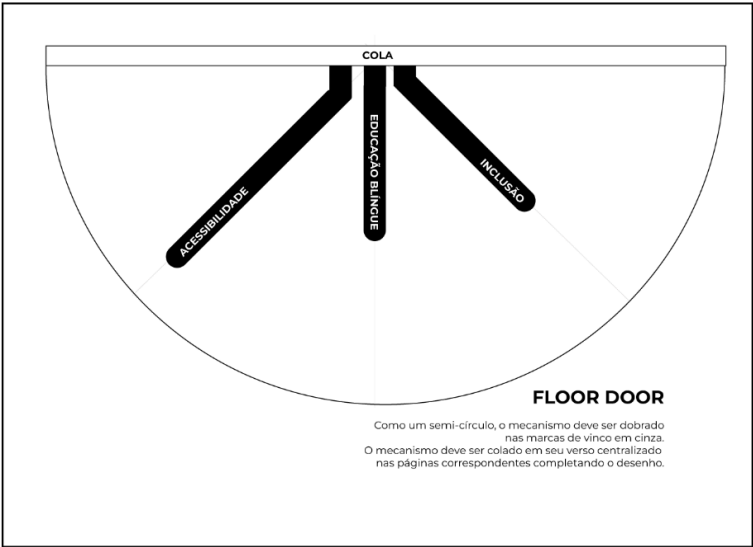 COLA
ACESSIBILIDADE
EDUCAÇÃO BLÍNGUE
INCLUSÃO
FLOOR DOOR
Como um semi-círculo, o mecanismo deve ser dobrado
nas marcas de vinco em cinza.
O mecanismo deve ser colado em seu verso centralizado
nas páginas correspondentes completando o desenho.